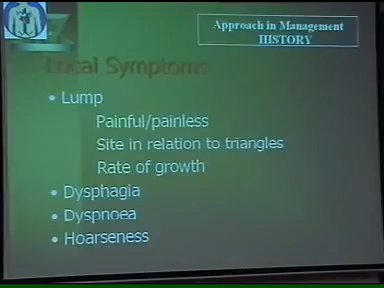 Approach in Management
HISTORY
Local Symptoms
• Lump
Painful/painless
Site in relation to triangles
Rate of growth
• Dysphagia
• Dyspnoea
• Hoarseness